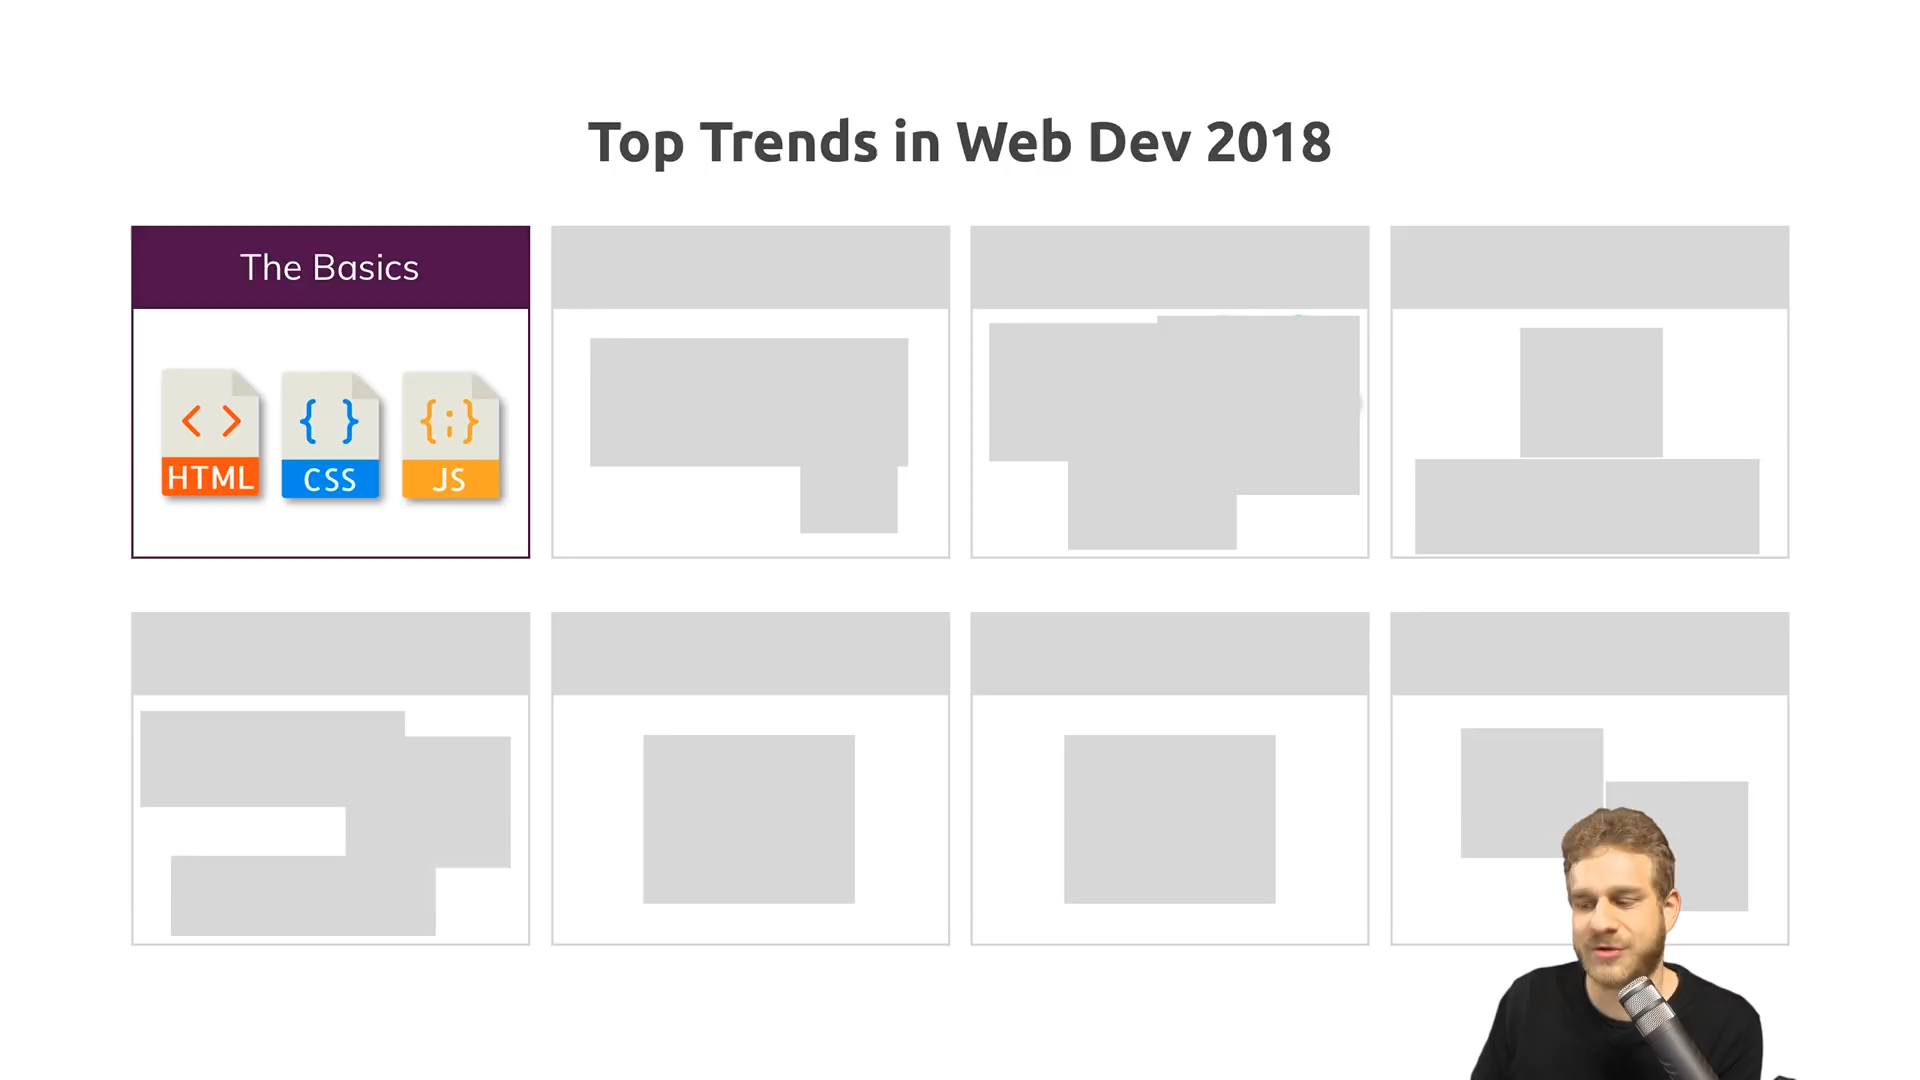 Top Trends in Web Dev 2018
The Basics
< > { } {;}
HTML CSS JS